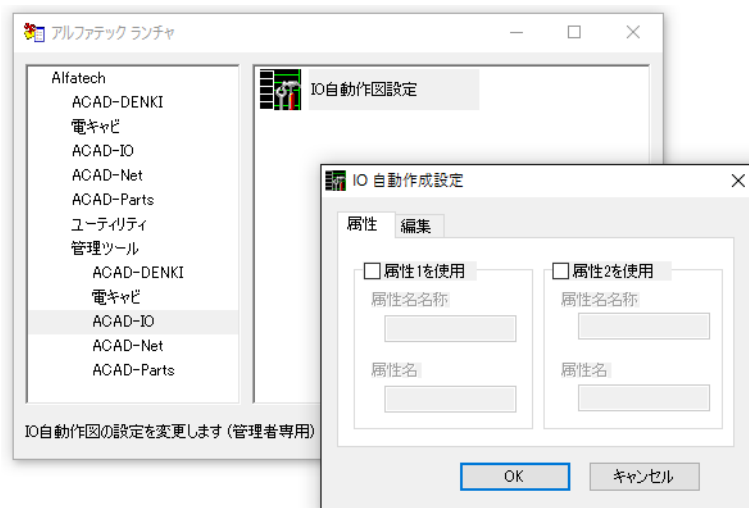 アルファテック ランチャ
Alfatech
ACAD-DENKI
電キャビ
ACAD-IO
ACAD-Net
ACAD-Parts
ユーティリティ
管理ツール
ACAD-DENKI
電キャビ
ACAD-IO
ACAD-Net
ACAD-Parts
IO自動作図設定
IO自動作図の設定を変更します(管理者専用)
IO 自動作成設定
属性 編集
属性1を使用 属性2を使用
属性名名称 属性名名称
属性名 属性名
OK キャンセル